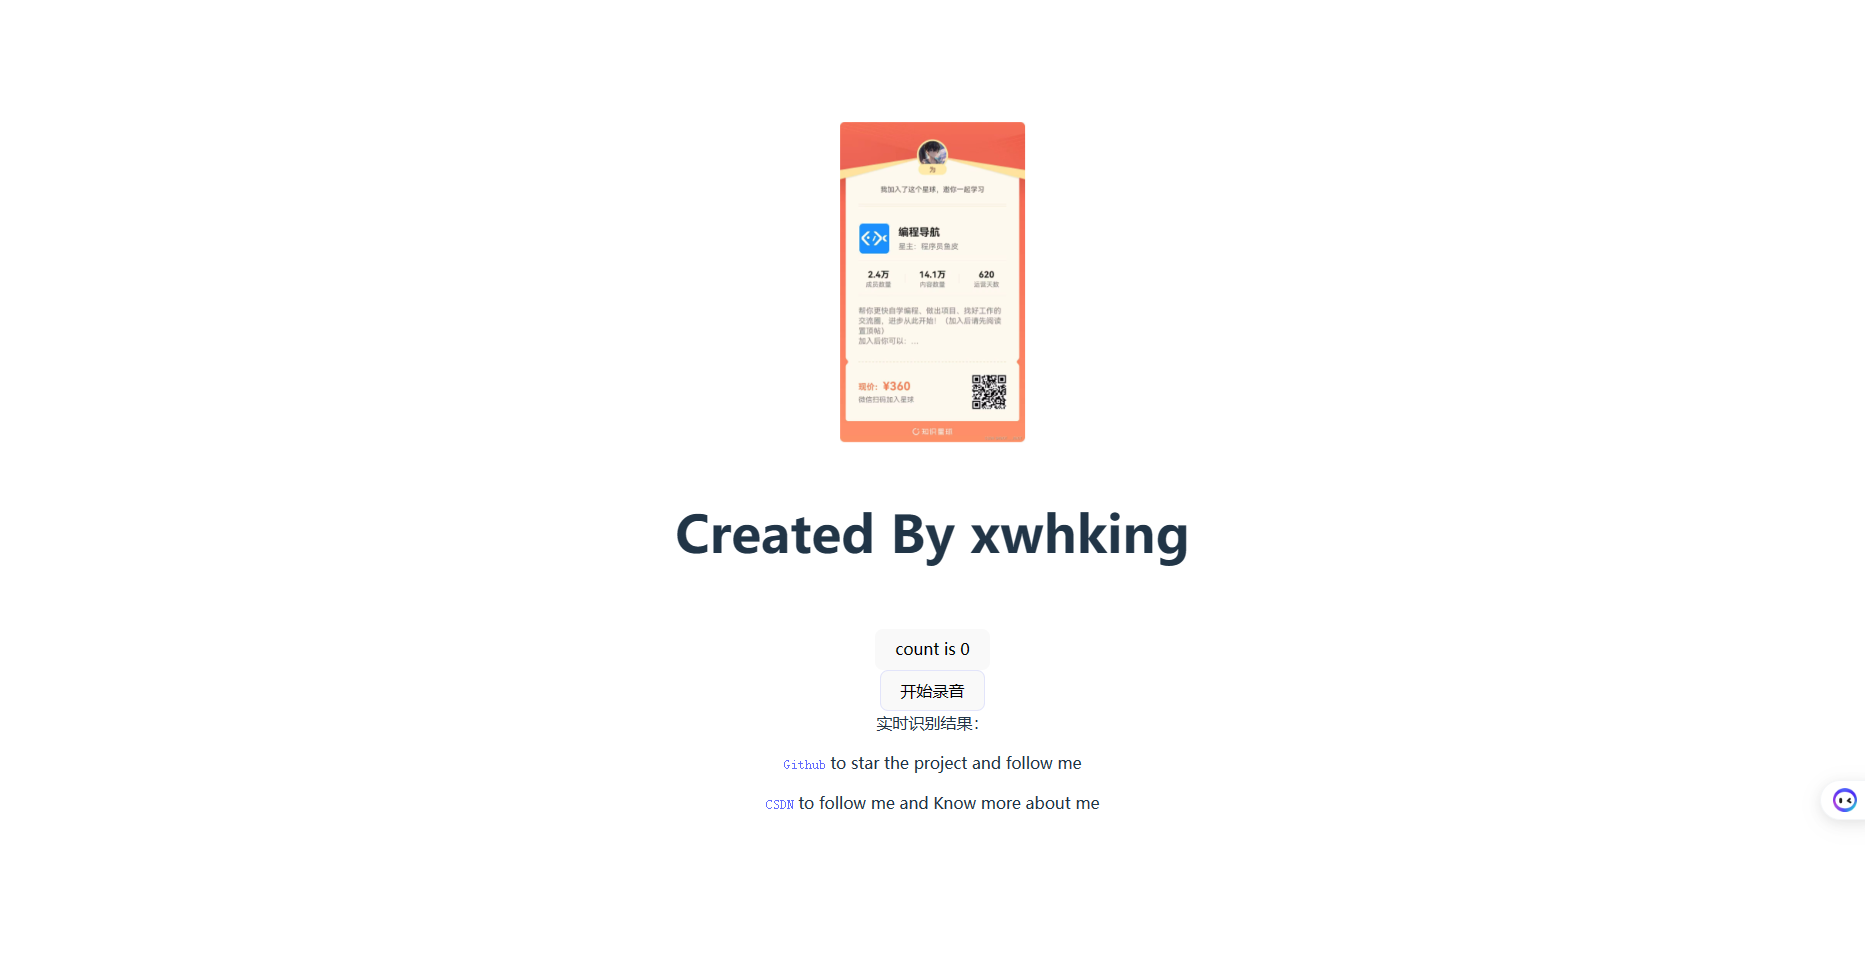 为
我加入了这个星球，邀你一起学习
编程导航
星主：程序员鱼皮
2.4万 14.1万 620
成员数量 内容数量 运营天数
帮你更快自学编程、做出项目、找好工作的
交流圈，进步从此开始！（加入后请先阅读
置顶帖）
加入后你可以：...
现价：¥360
微信扫码加入星球
知识星球
Created By xwhking
count is 0
开始录音
实时识别结果：
Github to star the project and follow me
CSDN to follow me and Know more about me